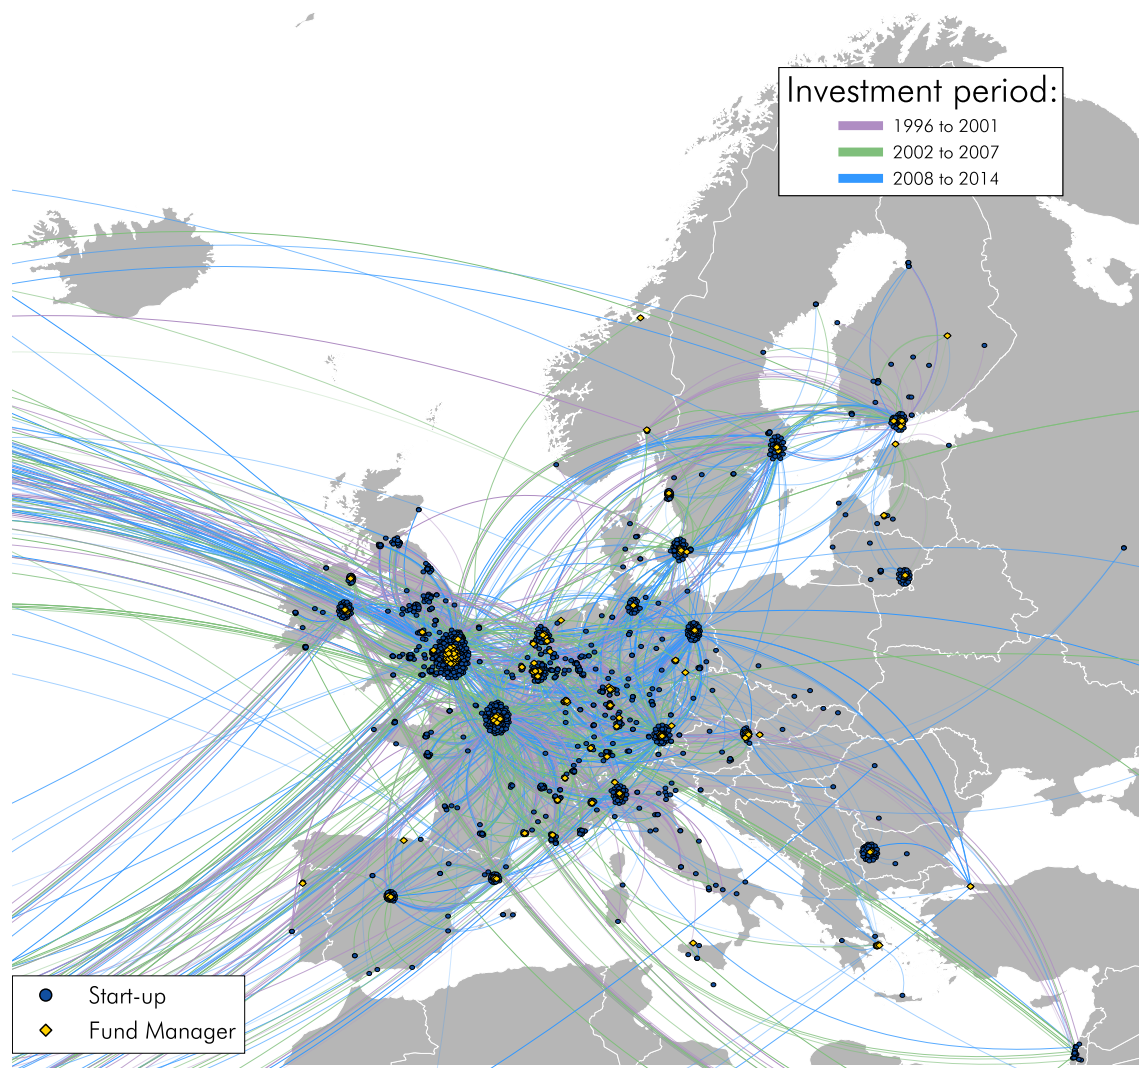 Investment period:
1996 to 2001
2002 to 2007
2008 to 2014
Start-up
Fund Manager